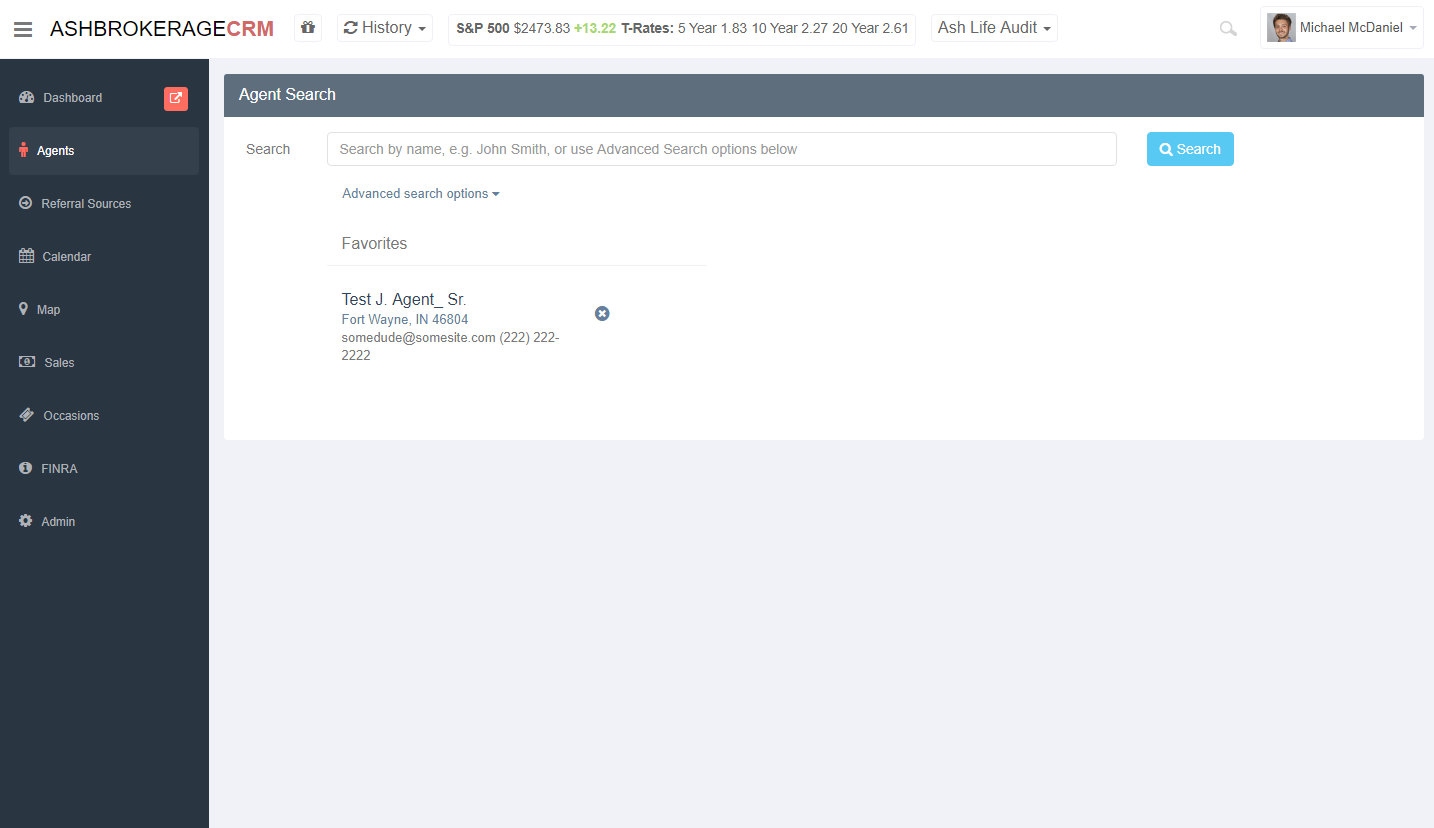 ASHBROKERAGECRM
History
S&P 500 $2473.83 +13.22 T-Rates: 5 Year 1.83 10 Year 2.27 20 Year 2.61
Ash Life Audit
Michael McDaniel
Dashboard
Agents
Referral Sources
Calendar
Map
Sales
Occasions
FINRA
Admin
Agent Search
Search
Search by name, e.g. John Smith, or use Advanced Search options below
Search
Advanced search options
Favorites
Test J. Agent_ Sr.
Fort Wayne, IN 46804
somedude@somesite.com (222) 222-
2222